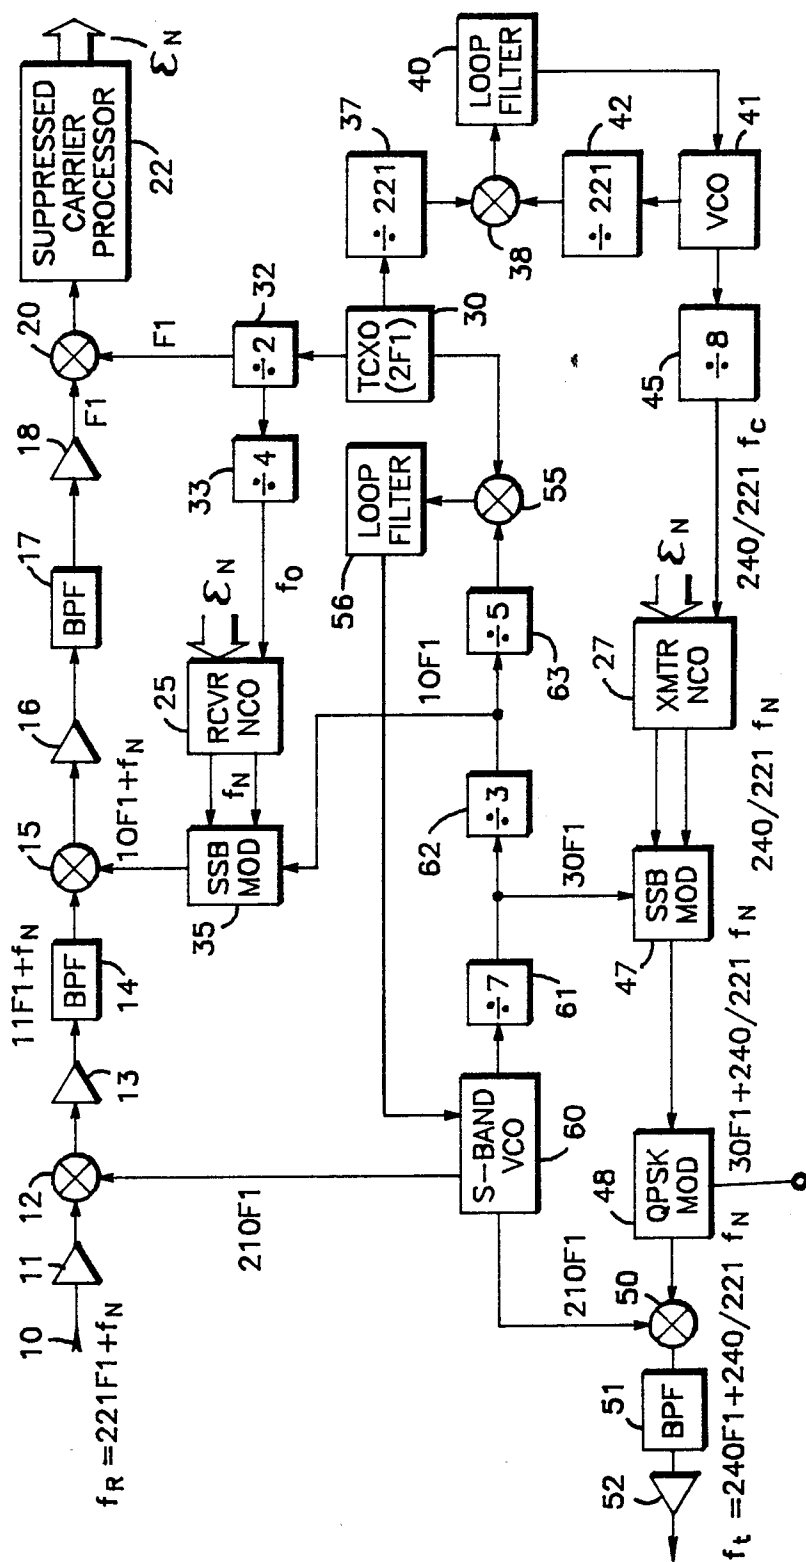 10
f_R =221F1+f_N
11
12
13
11F1+f_N
BPF
14
15
10F1+f_N
16
BPF
17
18
F1
20
SUPPRESSED
CARRIER
PROCESSOR
22
ε_N
F1
SSB
MOD
35
f_N
RCVR
NCO
25
ε_N
f_0
÷4
33
÷2
32
210F1
10F1
LOOP
FILTER
56
TCXO
(2F1)
30
÷ 221
37
38
LOOP
FILTER
40
S-BAND
VCO
60
÷7
61
÷3
62
÷5
63
55
÷ 221
42
VCO
41
210F1
30F1
÷8
45
240/221 f_C
XMTR
NCO
27
ε_N
240/221 f_N
SSB
MOD
47
30F1+240/221 f_N
QPSK
MOD
48
50
BPF
51
52
f_t =240F1+240/221 f_N